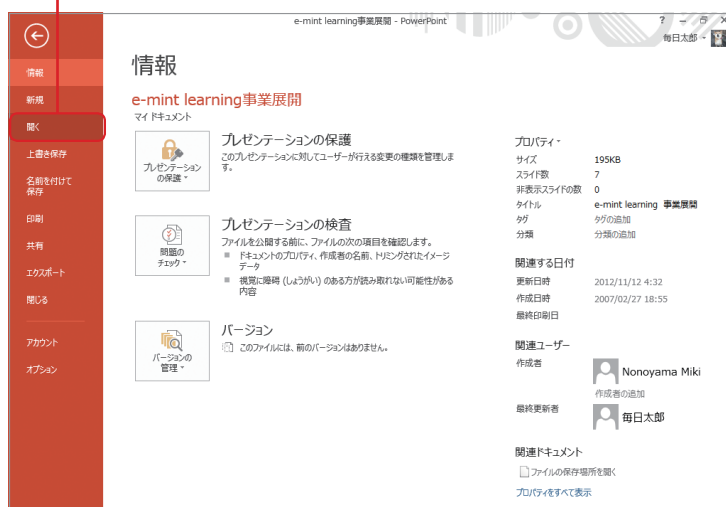 e-mint learning事業展開 - PowerPoint
? － ❐ ✕
毎日太郎
情報
新規
開く
上書き保存
名前を付けて
保存
印刷
共有
エクスポート
閉じる
アカウント
オプション
情報
e-mint learning事業展開
マイ ドキュメント
プレゼンテーション
の保護
プレゼンテーションの保護
このプレゼンテーションに対してユーザーが行える変更の種類を管理しま
す。
問題の
チェック
プレゼンテーションの検査
ファイルを公開する前に、ファイルの次の項目を確認します。
■ ドキュメントのプロパティ、作成者の名前、トリミングされたイメージ
データ
■ 視覚に障碍 (しょうがい) のある方が読み取れない可能性がある
内容
バージョンの
管理
バージョン
このファイルには、前のバージョンはありません。
プロパティ
サイズ 195KB
スライド数 7
非表示スライドの数 0
タイトル e-mint learning 事業展開
タグ タグの追加
分類 分類の追加
関連する日付
更新日時 2012/11/12 4:32
作成日時 2007/02/27 18:55
最終印刷日
関連ユーザー
作成者 Nonoyama Miki
作成者の追加
最終更新者 毎日太郎
関連ドキュメント
ファイルの保存場所を開く
プロパティをすべて表示